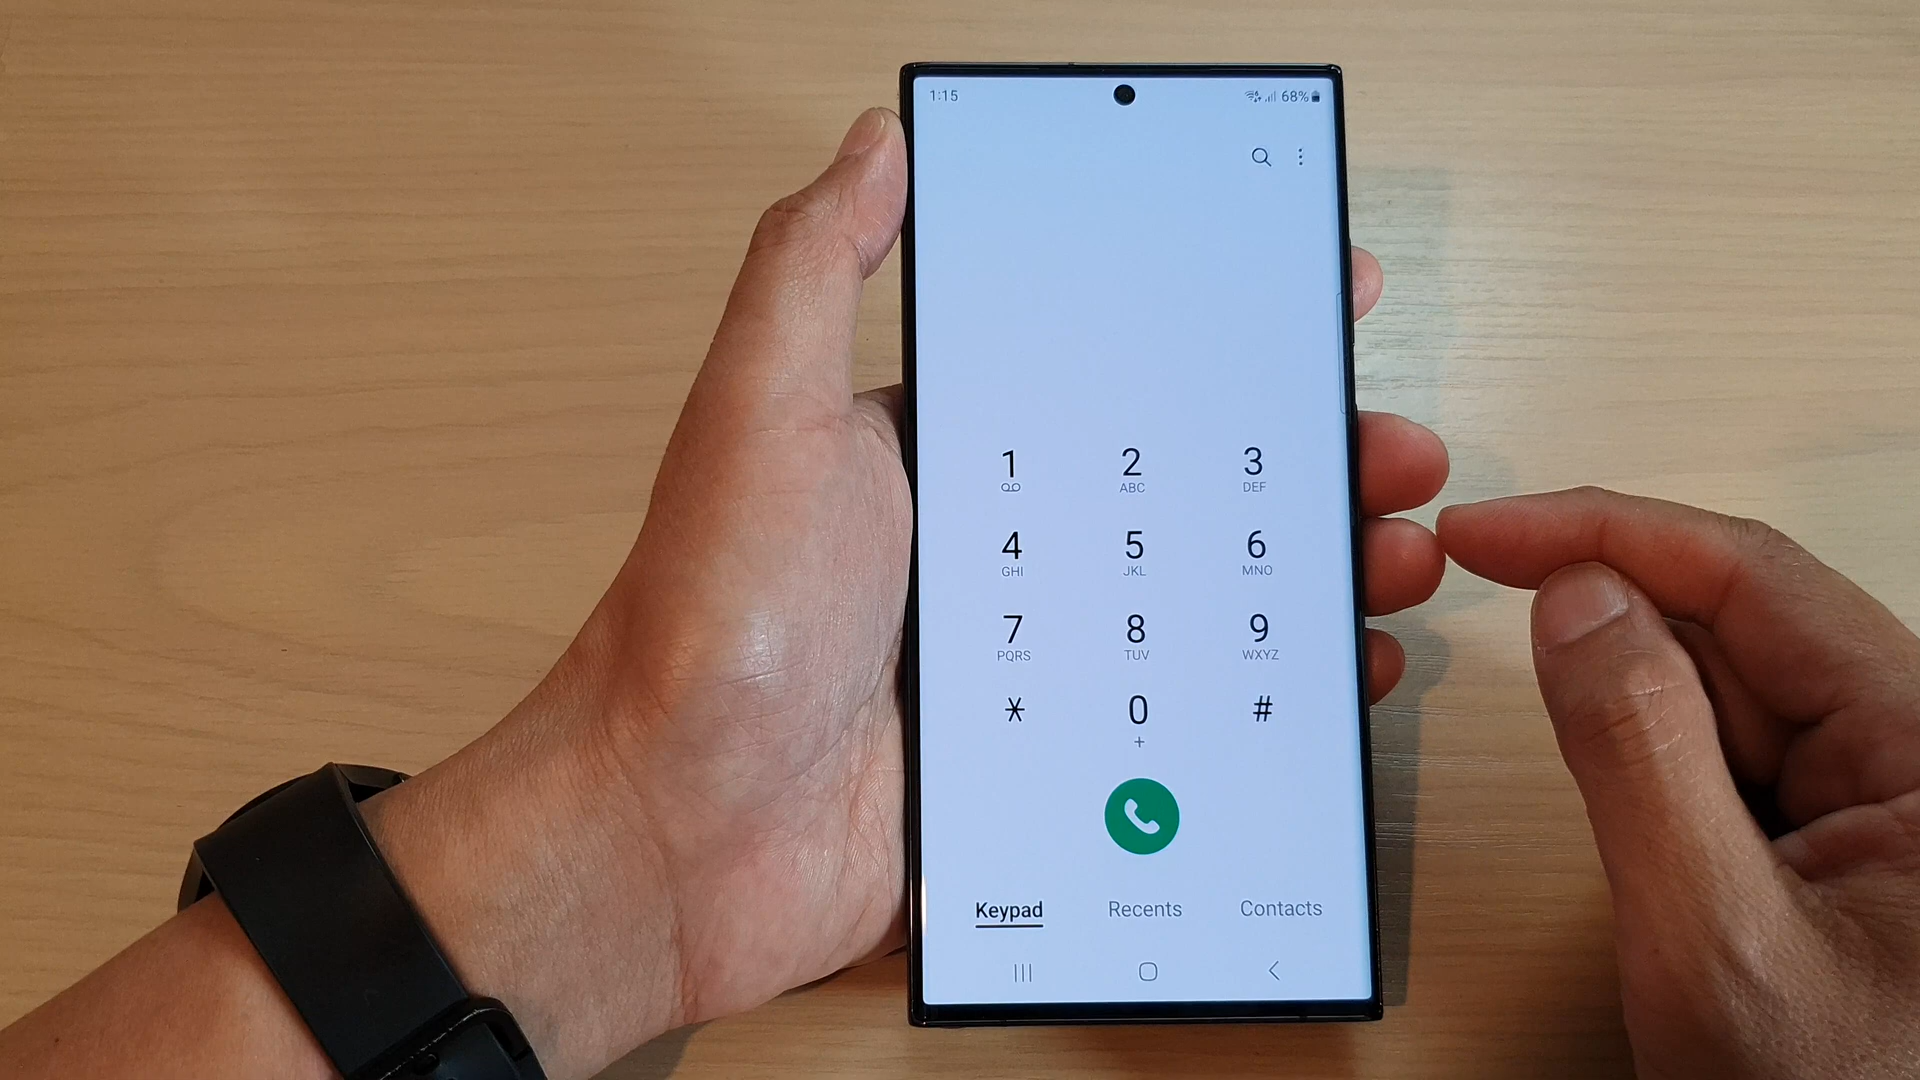 1:15 68%
1 2 3
ABC DEF
4 5 6
GHI JKL MNO
7 8 9
PQRS TUV WXYZ
* 0 #
+
Keypad Recents Contacts